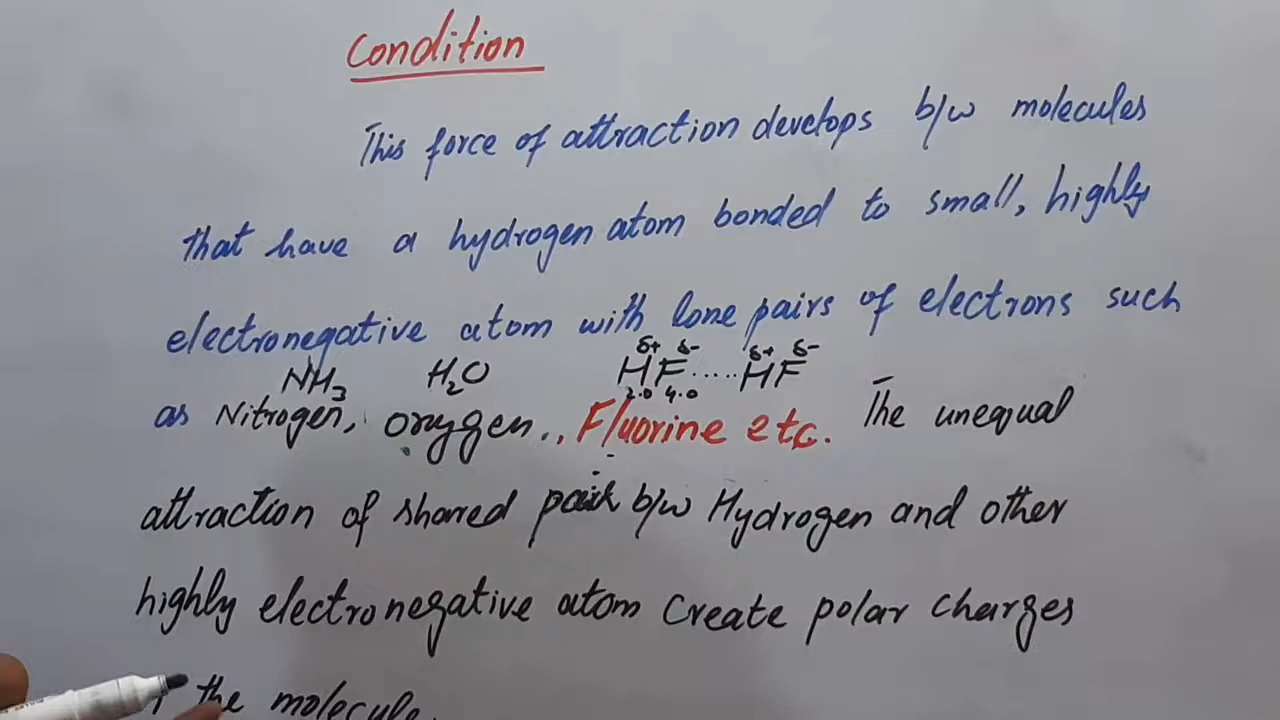 Condition
This force of attraction develops b/w molecules
that have a hydrogen atom bonded to small, highly
electronegative atom with lone pairs of electrons such
δ+ δ- δ+ δ-
NH3 H2O HF.....HF
2.0 4.0
as Nitrogen, oxygen.., Fluorine etc. The unequal
attraction of shared b/w Hydrogen and other
highly electronegative atom Create polar charges
the molecule.